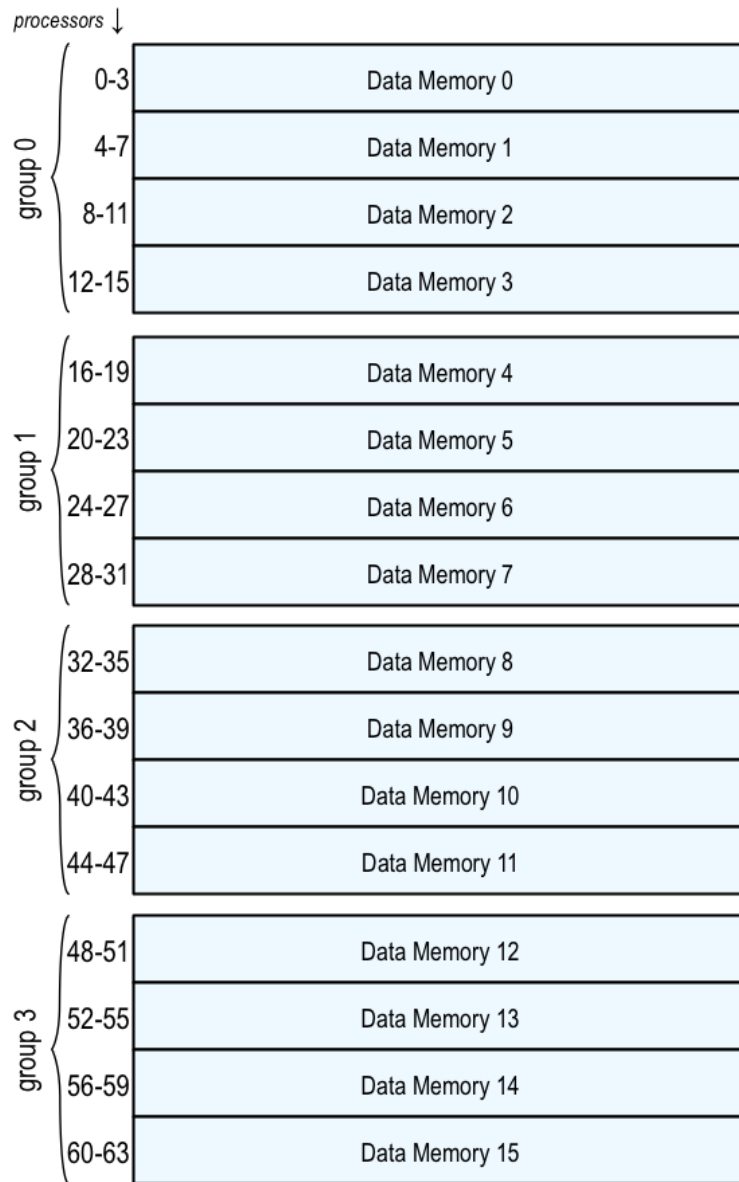 processors ↓
group 0
0-3 Data Memory 0
4-7 Data Memory 1
8-11 Data Memory 2
12-15 Data Memory 3
group 1
16-19 Data Memory 4
20-23 Data Memory 5
24-27 Data Memory 6
28-31 Data Memory 7
group 2
32-35 Data Memory 8
36-39 Data Memory 9
40-43 Data Memory 10
44-47 Data Memory 11
group 3
48-51 Data Memory 12
52-55 Data Memory 13
56-59 Data Memory 14
60-63 Data Memory 15